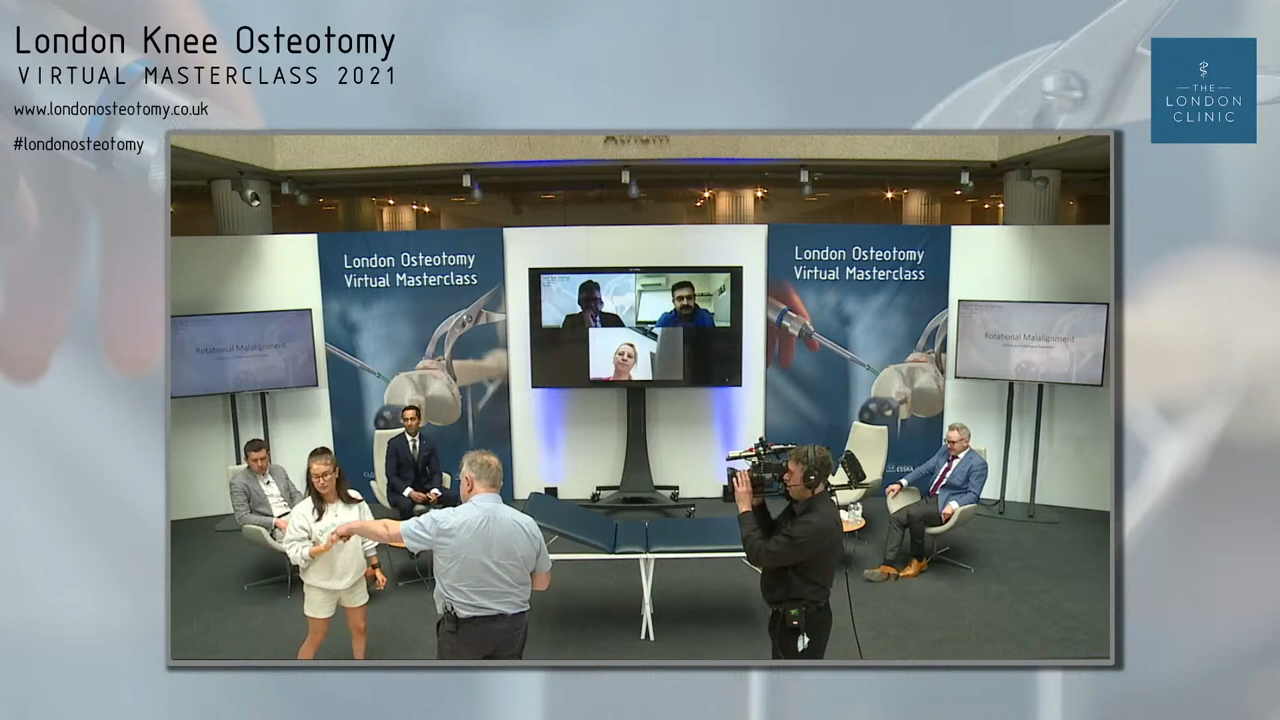 London Knee Osteotomy
VIRTUAL MASTERCLASS 2021
www.londonosteotomy.co.uk
#londonosteotomy
THE
LONDON
CLINIC
London Osteotomy
Virtual Masterclass
London Osteotomy
Virtual Masterclass
Rotational Malalignment
Rotational Malalignment
ESSKA